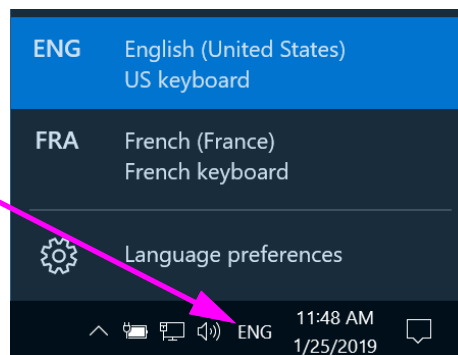 ENG English (United States)
US keyboard
FRA French (France)
French keyboard
Language preferences
ENG 11:48 AM
1/25/2019